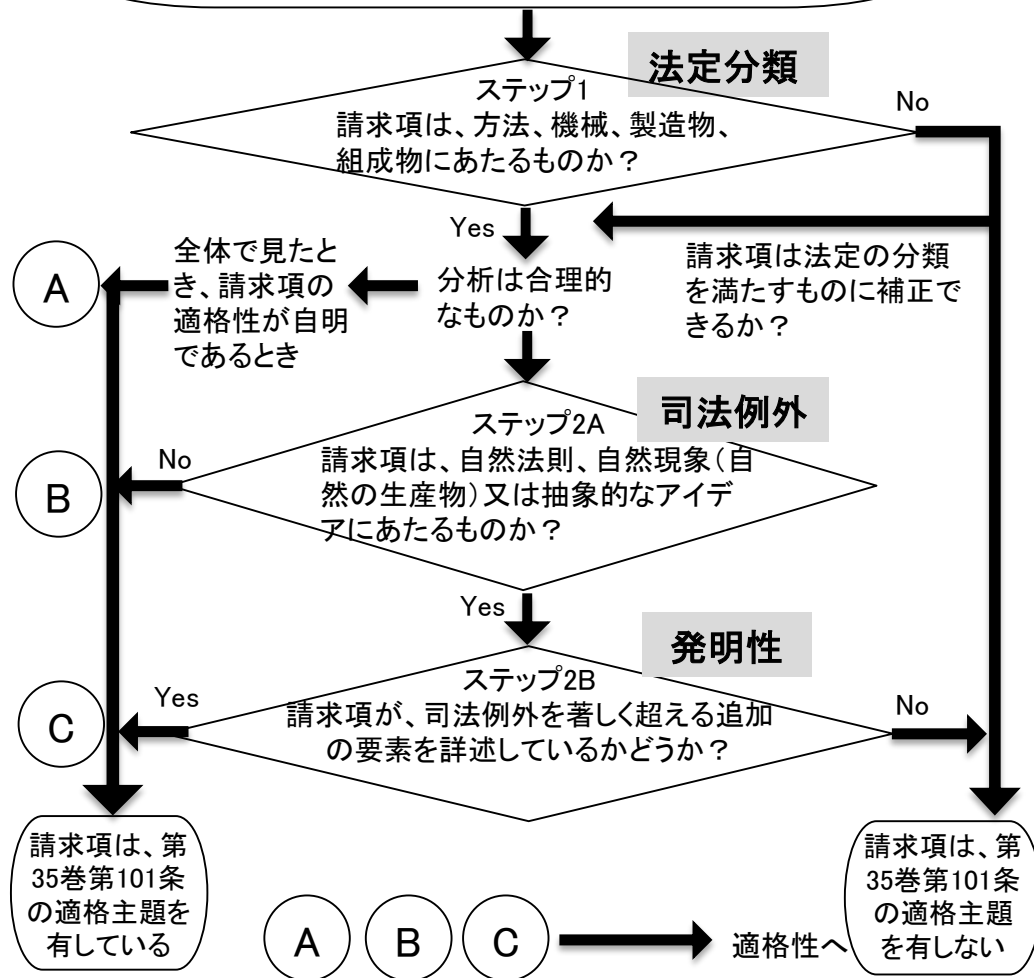 法定分類
ステップ1
請求項は、方法、機械、製造物、
組成物にあたるものか？
No
Yes
A
全体で見たと
き、請求項の
適格性が自明
であるとき
分析は合理的
なものか？
請求項は法定の分類
を満たすものに補正で
きるか？
司法例外
ステップ2A
請求項は、自然法則、自然現象（自
然の生産物）又は抽象的なアイデ
アにあたるものか？
No
B
Yes
発明性
ステップ2B
請求項が、司法例外を著しく超える追加
の要素を詳述しているかどうか？
Yes
No
C
請求項は、第
35巻第101条
の適格主題を
有している
A B C
適格性へ
請求項は、第
35巻第101条
の適格主題
を有しない